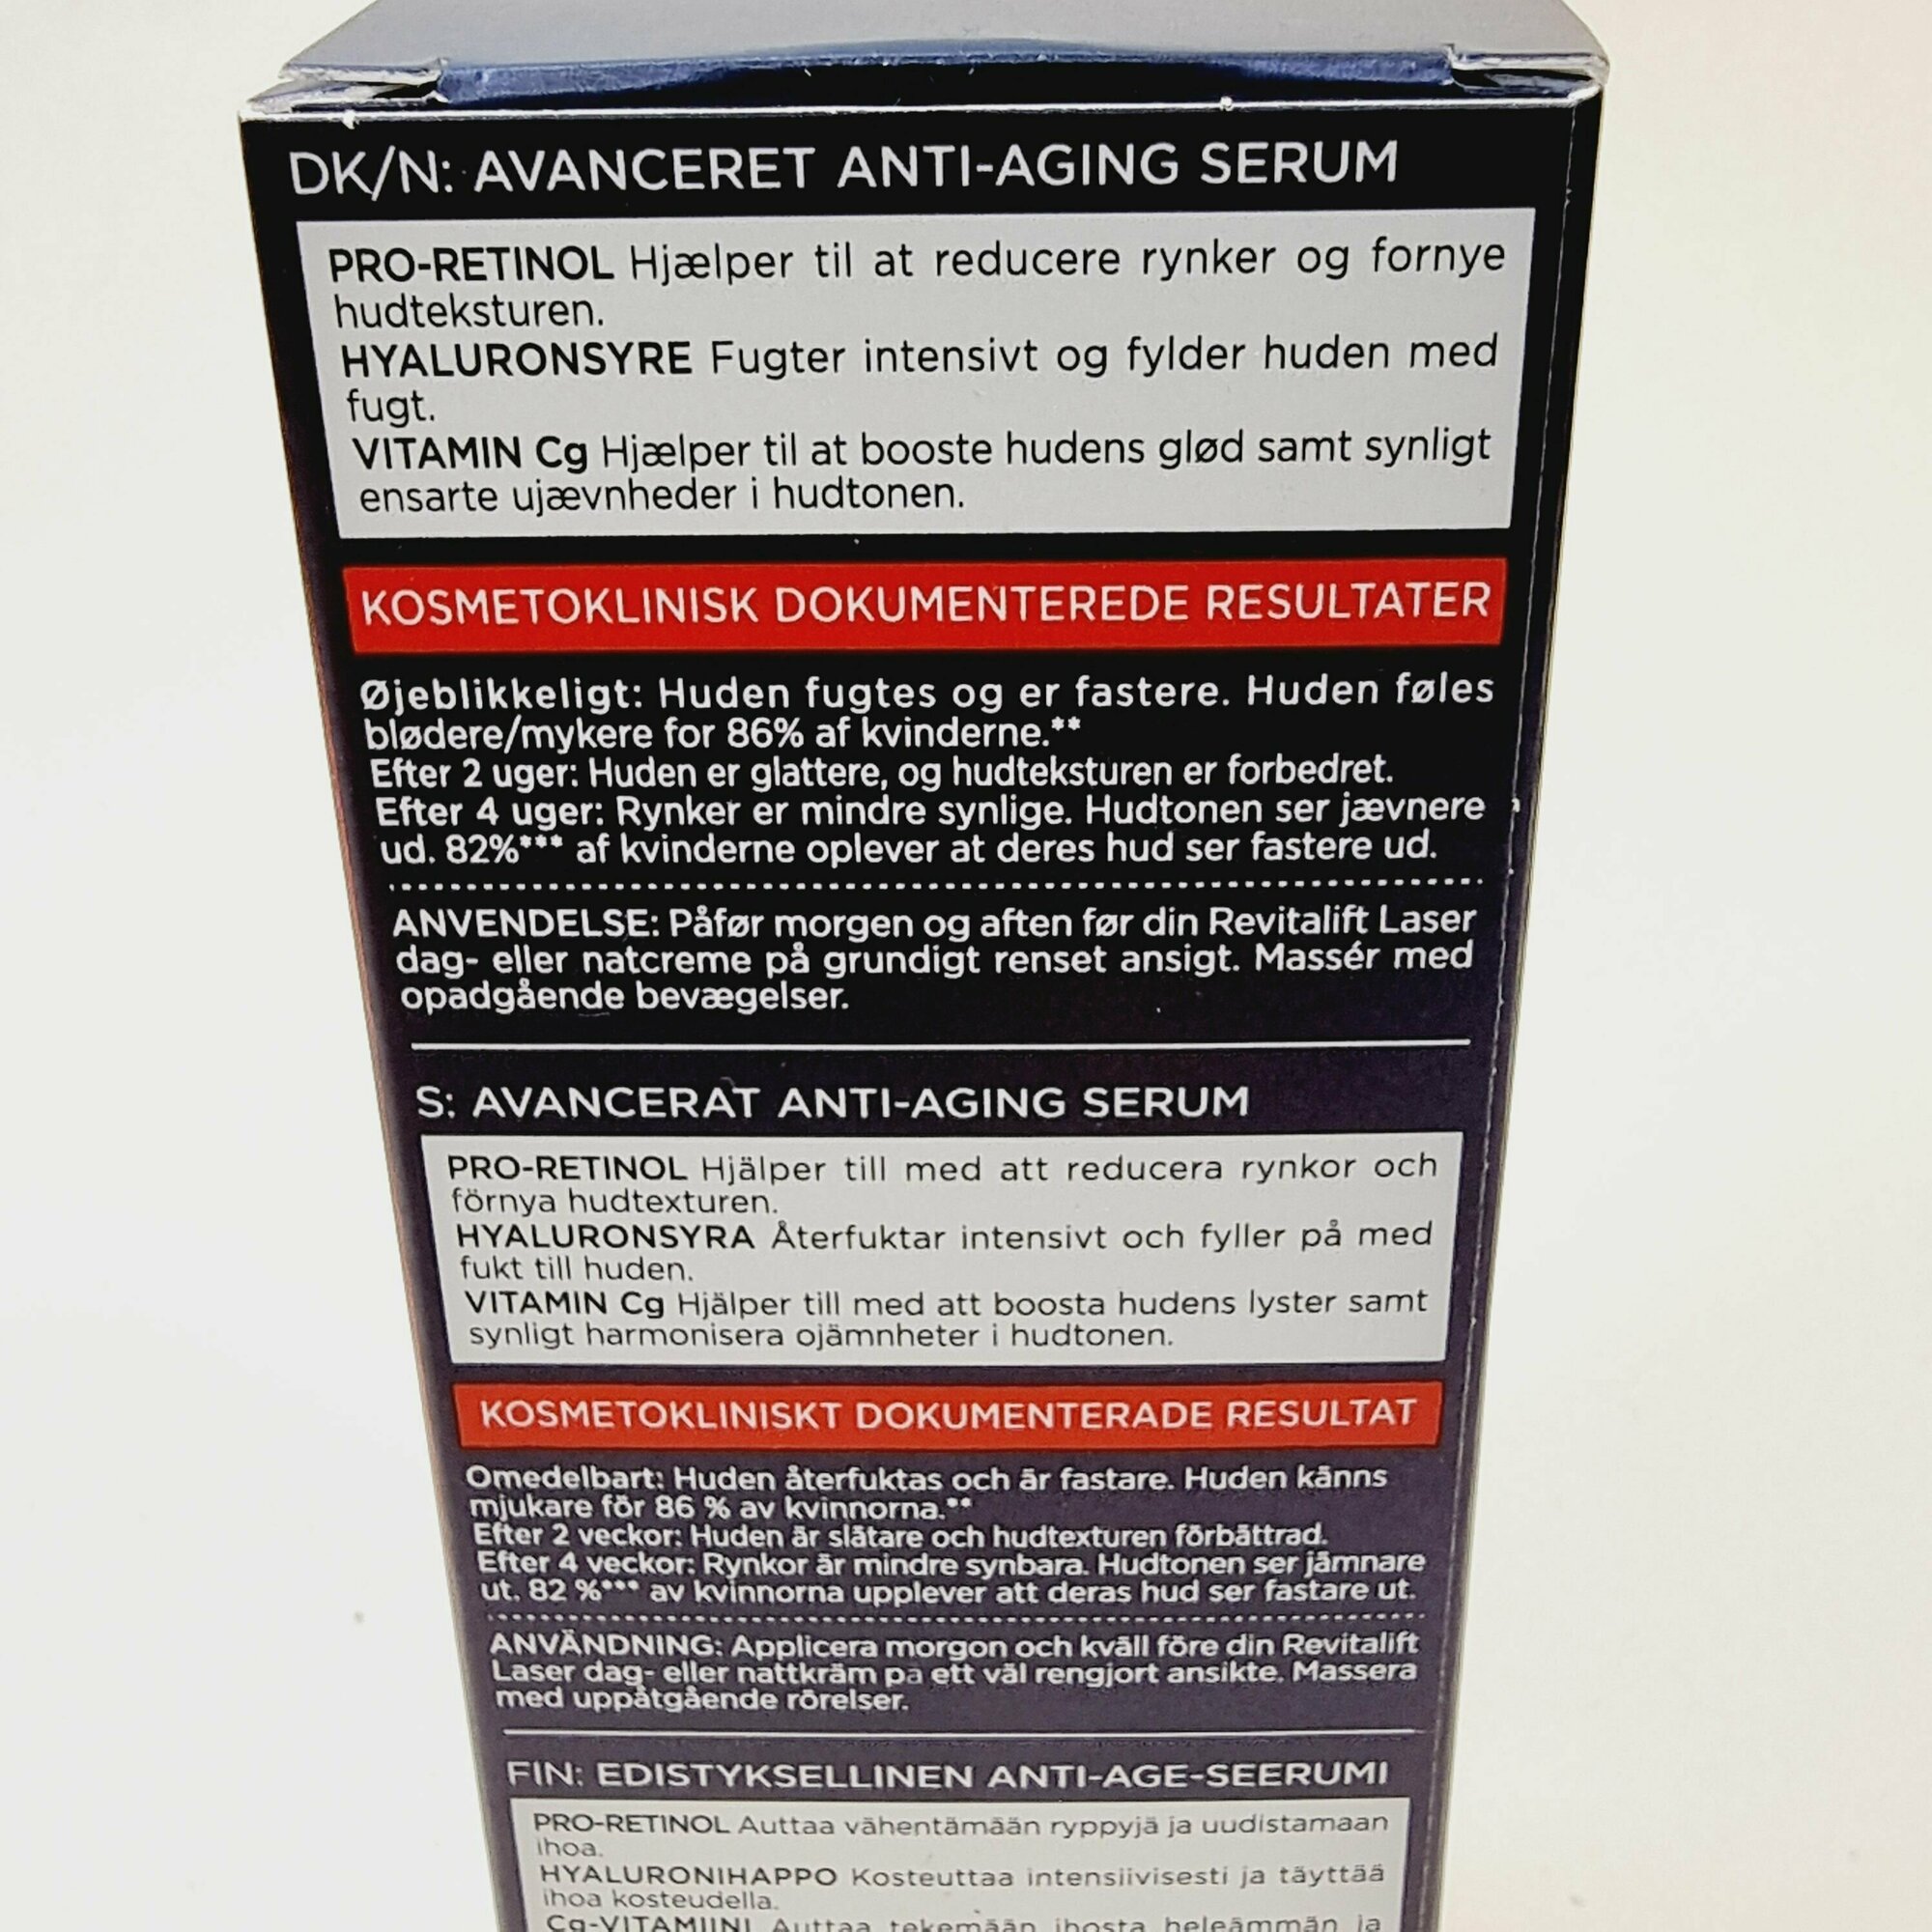 DK/N: AVANCERET ANTI-AGING SERUM
PRO-RETINOL Hjælper til at reducere rynker og fornye
hudteksturen.
HYALURONSYRE Fugter intensivt og fylder huden med
fugt.
VITAMIN Cg Hjælper til at booste hudens glød samt synligt
ensarte ujævnheder i hudtonen.
KOSMETOKLINISK DOKUMENTEREDE RESULTATER
Øjeblikkeligt: Huden fugtes og er fastere. Huden føles
blødere/mykere for 86% af kvinderne.**
Efter 2 uger: Huden er glattere, og hudteksturen er forbedret.
Efter 4 uger: Rynker er mindre synlige. Hudtonen ser jævnere
ud. 82%*** af kvinderne oplever at deres hud ser fastere ud.
ANVENDELSE: Påfør morgen og aften før din Revitalift Laser
dag- eller natcreme på grundigt renset ansigt. Massér med
opadgående bevægelser.
S: AVANCERAT ANTI-AGING SERUM
PRO-RETINOL Hjälper till med att reducera rynkor och
förnya hudtexturen.
HYALURONSYRA Återfuktar intensivt och fyller på med
fukt till huden.
VITAMIN Cg Hjälper till med att boosta hudens lyster samt
synligt harmonisera ojämnheter i hudtonen.
KOSMETOKLINISKT DOKUMENTERADE RESULTAT
Omedelbart: Huden återfuktas och är fastare. Huden känns
mjukare för 86 % av kvinnorna.**
Efter 2 veckor: Huden är slätare och hudtexturen förbättrad.
Efter 4 veckor: Rynkor är mindre synbara. Hudtonen ser jämnare
ut. 82 %*** av kvinnorna upplever att deras hud ser fastare ut.
ANVÄNDNING: Applicera morgon och kväll före din Revitalift
Laser dag- eller nattkräm pa ett väl rengjort ansikte. Massera
med uppåtgående rörelser.
FIN: EDISTYKSELLINEN ANTI-AGE-SEERUMI
PRO-RETINOL Auttaa vähentämään ryppyjä ja uudistamaan
ihoa.
HYALURONIHAPPO Kosteuttaa intensiivisesti ja täyttää
ihoa kosteudella.
Cg-VITAMIINI Auttaa tekemään ihosta heleämmän ja